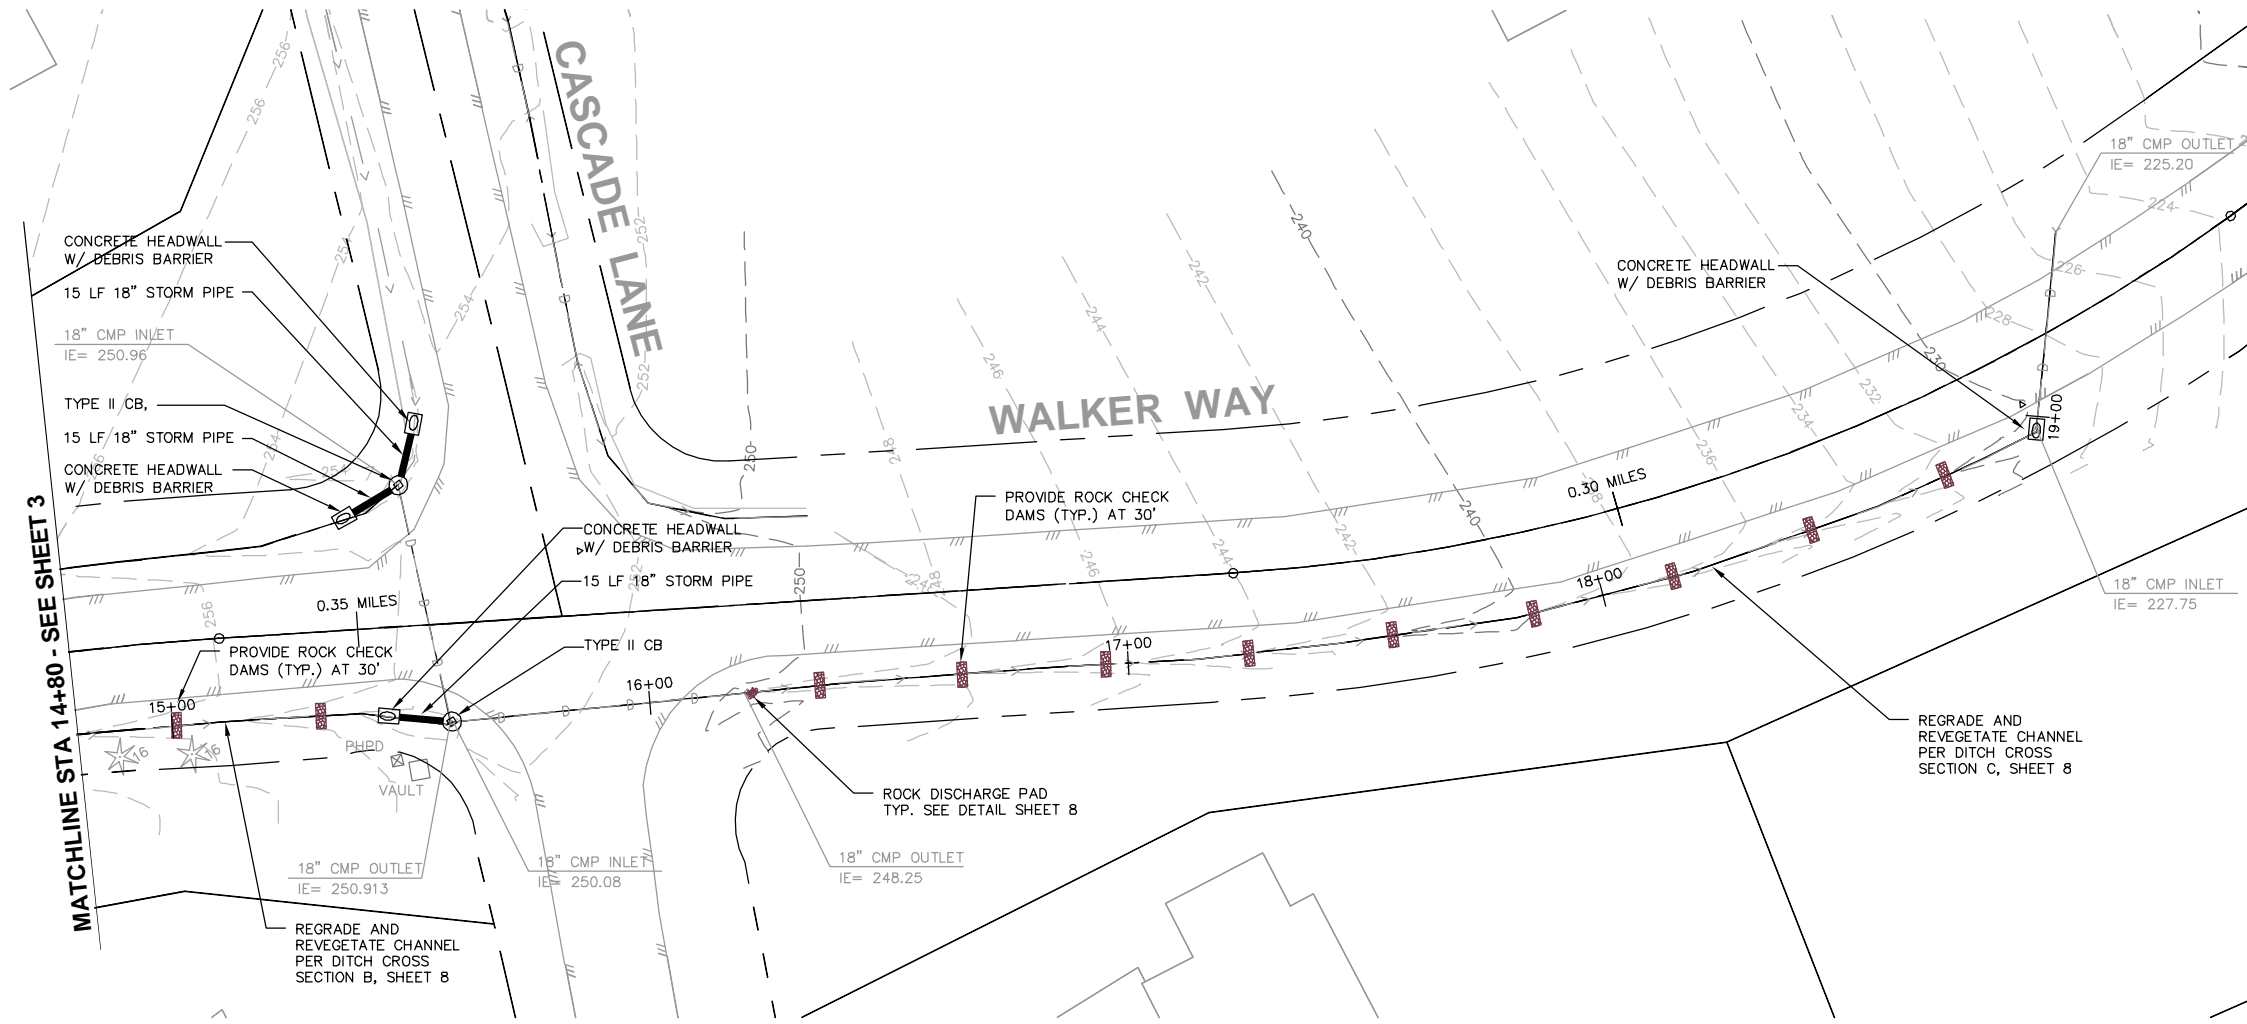 CASCADE LANE
WALKER WAY
MATCHLINE STA 14+80 - SEE SHEET 3
CONCRETE HEADWALL
W/ DEBRIS BARRIER
15 LF 18" STORM PIPE
18" CMP INLET
IE= 250.96
TYPE II CB,
15 LF 18" STORM PIPE
CONCRETE HEADWALL
W/ DEBRIS BARRIER
0.35 MILES
PROVIDE ROCK CHECK
DAMS (TYP.) AT 30'
15+00
16
16
PHPD
VAULT
18" CMP OUTLET
IE= 250.913
REGRADE AND
REVEGETATE CHANNEL
PER DITCH CROSS
SECTION B, SHEET 8
CONCRETE HEADWALL
W/ DEBRIS BARRIER
15 LF 18" STORM PIPE
TYPE II CB
16+00
18" CMP INLET
IE= 250.08
18" CMP OUTLET
IE= 248.25
ROCK DISCHARGE PAD
TYP. SEE DETAIL SHEET 8
PROVIDE ROCK CHECK
DAMS (TYP.) AT 30'
17+00
0.30 MILES
18+00
CONCRETE HEADWALL
W/ DEBRIS BARRIER
19+00
18" CMP OUTLET
IE= 225.20
18" CMP INLET
IE= 227.75
REGRADE AND
REVEGETATE CHANNEL
PER DITCH CROSS
SECTION C, SHEET 8
256
256
254
254
254
254
256
252
252
252
250
250
248
248
246
246
244
244
242
242
240
240
236
234
232
230
228
226
224